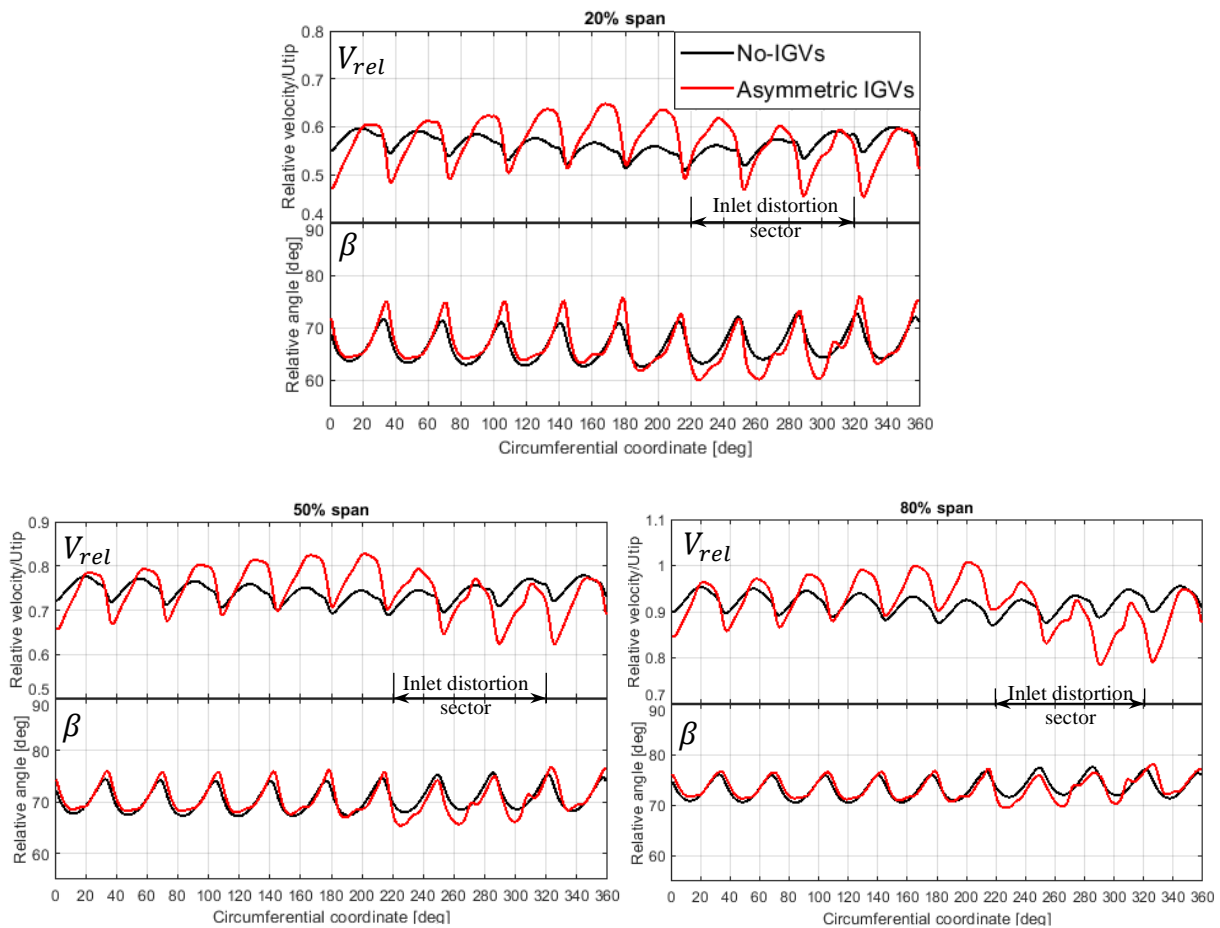 20% span
V_rel
No-IGVs
Asymmetric IGVs
Relative velocity/Utip
0.8
0.7
0.6
0.5
0.4
Inlet distortion
sector
β
Relative angle [deg]
90
80
70
60
0 20 40 60 80 100 120 140 160 180 200 220 240 260 280 300 320 340 360
Circumferential coordinate [deg]
50% span
V_rel
Relative velocity/Utip
0.9
0.8
0.7
0.6
0.5
Inlet distortion
sector
β
Relative angle [deg]
90
80
70
60
0 20 40 60 80 100 120 140 160 180 200 220 240 260 280 300 320 340 360
Circumferential coordinate [deg]
80% span
V_rel
Relative velocity/Utip
1.1
1
0.9
0.8
0.7
Inlet distortion
sector
β
Relative angle [deg]
90
80
70
60
0 20 40 60 80 100 120 140 160 180 200 220 240 260 280 300 320 340 360
Circumferential coordinate [deg]